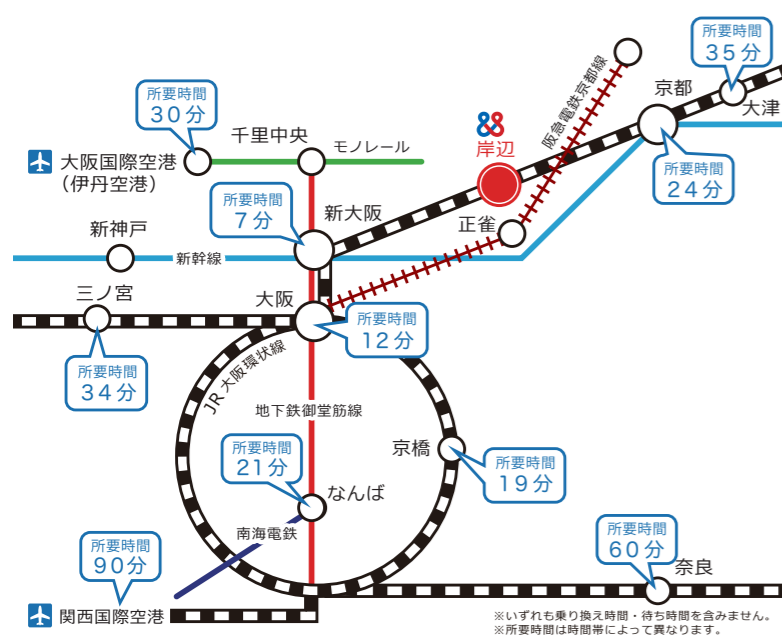 所要時間
35分
京都
大津
所要時間
24分
阪急電鉄京都線
岸辺
正雀
所要時間
30分
千里中央
モノレール
大阪国際空港
(伊丹空港)
所要時間
7分
新大阪
新神戸
新幹線
三ノ宮
所要時間
34分
大阪
所要時間
12分
JR大阪環状線
地下鉄御堂筋線
京橋
所要時間
19分
所要時間
21分
なんば
南海電鉄
所要時間
90分
関西国際空港
所要時間
60分
奈良
※いずれも乗り換え時間・待ち時間を含みません。
※所要時間は時間帯によって異なります。